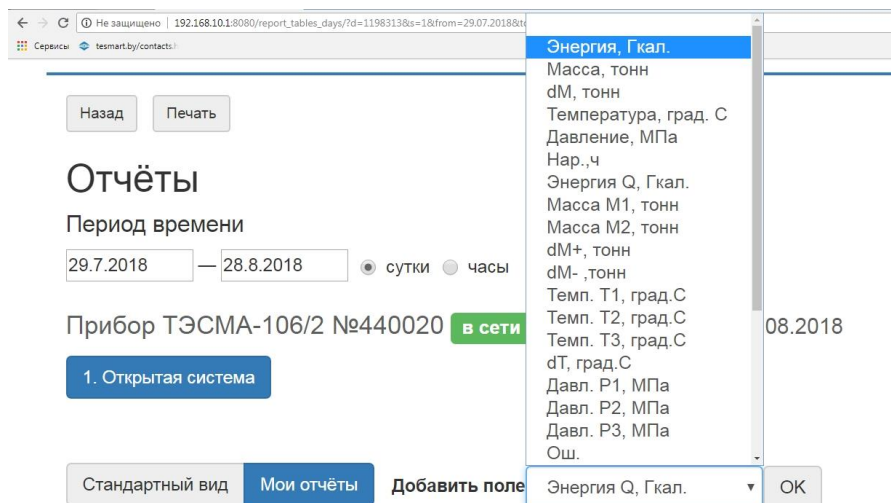 Не защищено | 192.168.10.1:8080/report_tables_days/?d=1198313&s=1&from=29.07.2018&t
Сервисы tesmart.by/contacts.
Назад Печать
Отчёты
Период времени
29.7.2018 — 28.8.2018 сутки часы
Прибор ТЭСМА-106/2 №440020 в сети 08.2018
1. Открытая система
Энергия, Гкал.
Масса, тонн
dM, тонн
Температура, град. С
Давление, МПа
Нар.,ч
Энергия Q, Гкал.
Масса М1, тонн
Масса М2, тонн
dM+, тонн
dM- ,тонн
Темп. Т1, град.С
Темп. Т2, град.С
Темп. Т3, град.С
dT, град.С
Давл. Р1, МПа
Давл. Р2, МПа
Давл. Р3, МПа
Ош.
Стандартный вид Мои отчёты Добавить поле Энергия Q, Гкал. OK